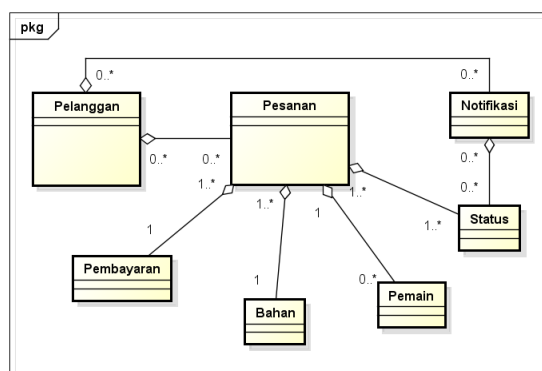 pkg
0..* 0..*
Pelanggan Pesanan Notifikasi
0..* 0..* 0..*
1..* 1..* 1 1..* 0..*
1..* Status
1 1 0..*
Pembayaran
Bahan
Pemain